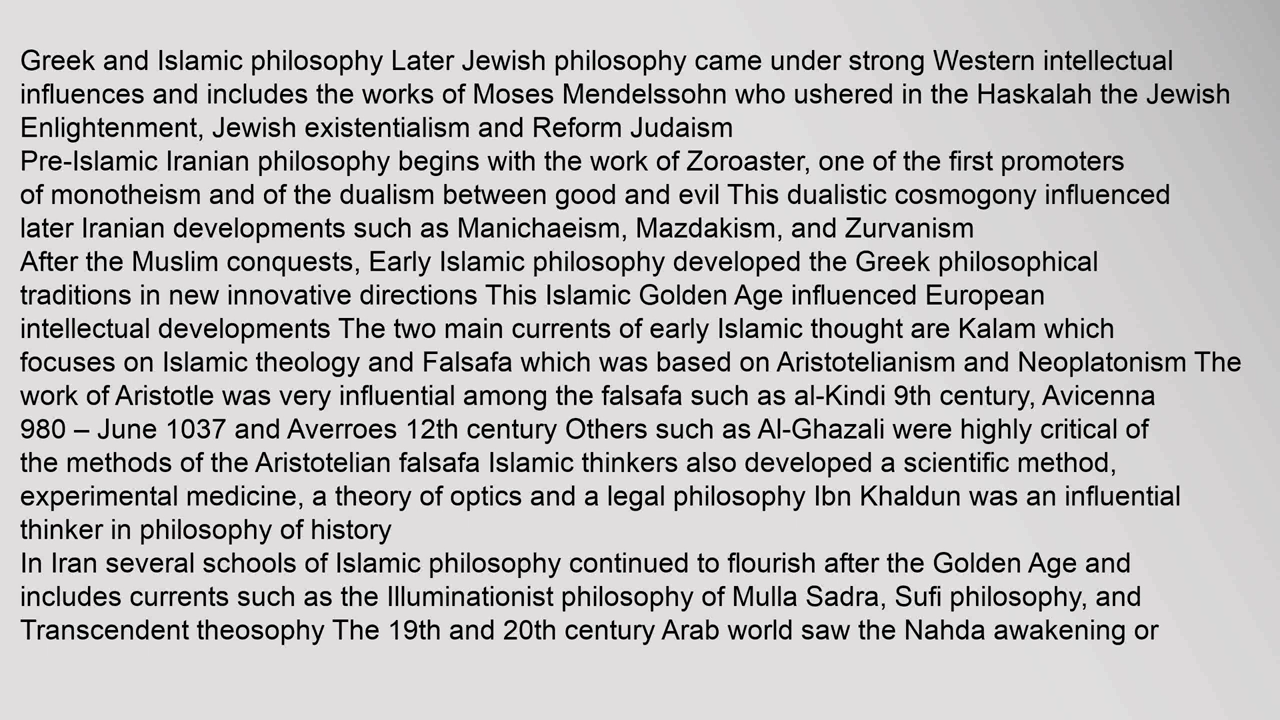 Greek and Islamic philosophy Later Jewish philosophy came under strong Western intellectual
influences and includes the works of Moses Mendelssohn who ushered in the Haskalah the Jewish
Enlightenment, Jewish existentialism and Reform Judaism
Pre-Islamic Iranian philosophy begins with the work of Zoroaster, one of the first promoters
of monotheism and of the dualism between good and evil This dualistic cosmogony influenced
later Iranian developments such as Manichaeism, Mazdakism, and Zurvanism
After the Muslim conquests, Early Islamic philosophy developed the Greek philosophical
traditions in new innovative directions This Islamic Golden Age influenced European
intellectual developments The two main currents of early Islamic thought are Kalam which
focuses on Islamic theology and Falsafa which was based on Aristotelianism and Neoplatonism The
work of Aristotle was very influential among the falsafa such as al-Kindi 9th century, Avicenna
980 – June 1037 and Averroes 12th century Others such as Al-Ghazali were highly critical of
the methods of the Aristotelian falsafa Islamic thinkers also developed a scientific method,
experimental medicine, a theory of optics and a legal philosophy Ibn Khaldun was an influential
thinker in philosophy of history
In Iran several schools of Islamic philosophy continued to flourish after the Golden Age and
includes currents such as the Illuminationist philosophy of Mulla Sadra, Sufi philosophy, and
Transcendent theosophy The 19th and 20th century Arab world saw the Nahda awakening or